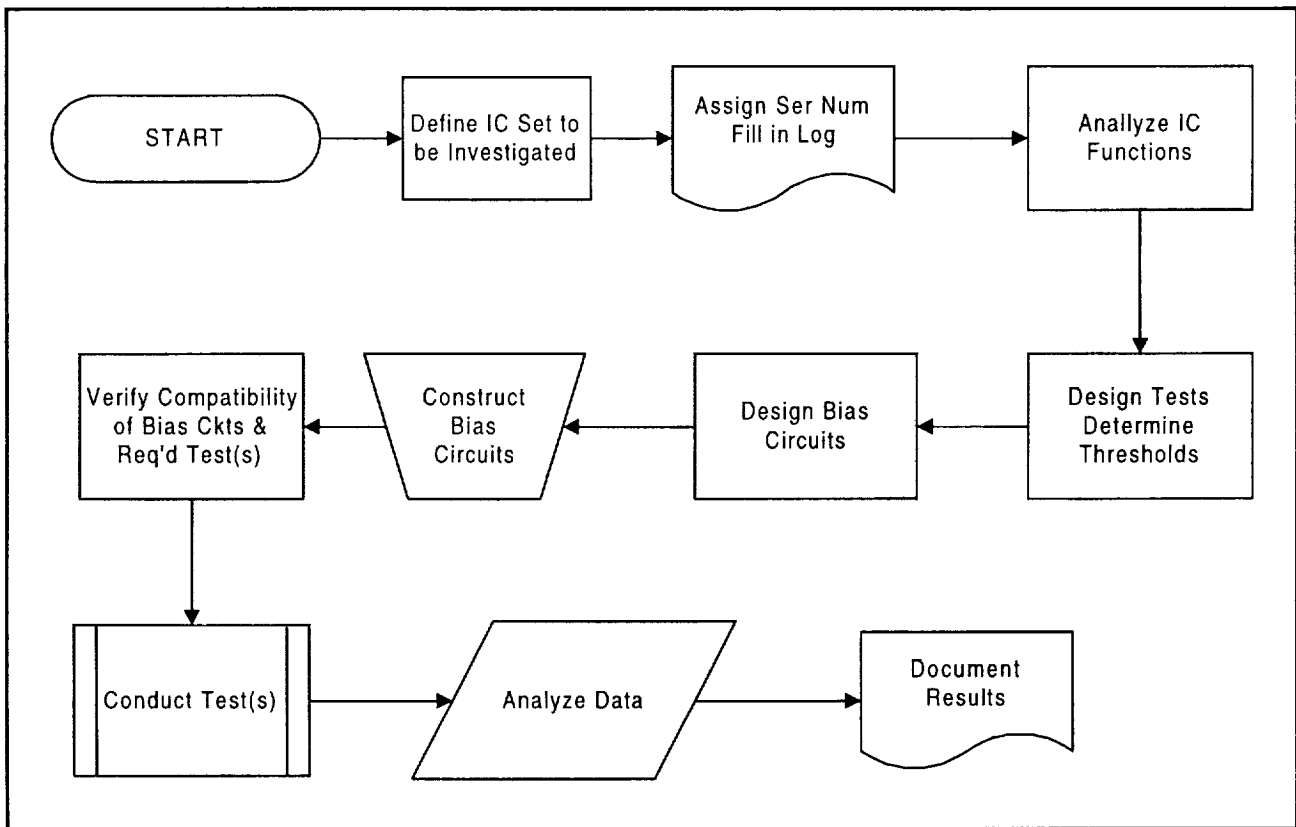 START
Define IC Set to
be Investigated
Assign Ser Num
Fill in Log
Anallyze IC
Functions
Design Tests
Determine
Thresholds
Design Bias
Circuits
Construct
Bias
Circuits
Verify Compatibility
of Bias Ckts &
Req'd Test(s)
Conduct Test(s)
Analyze Data
Document
Results